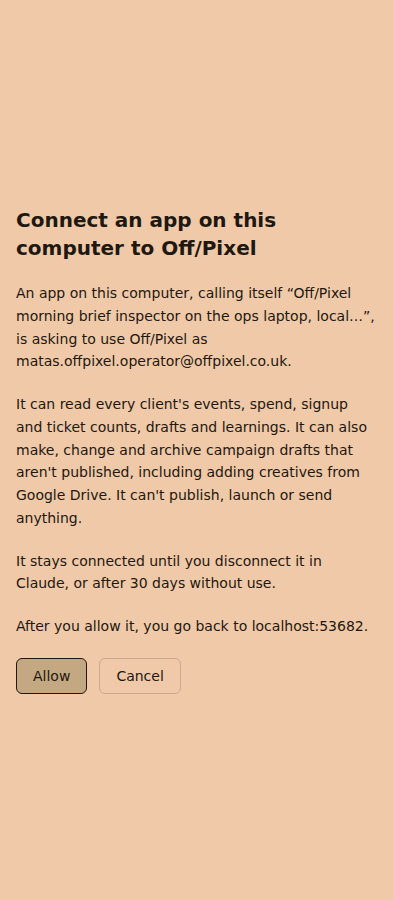 Connect an app on this
computer to Off/Pixel
An app on this computer, calling itself “Off/Pixel
morning brief inspector on the ops laptop, local…”,
is asking to use Off/Pixel as
matas.offpixel.operator@offpixel.co.uk.
It can read every client's events, spend, signup
and ticket counts, drafts and learnings. It can also
make, change and archive campaign drafts that
aren't published, including adding creatives from
Google Drive. It can't publish, launch or send
anything.
It stays connected until you disconnect it in
Claude, or after 30 days without use.
After you allow it, you go back to localhost:53682.
Allow
Cancel